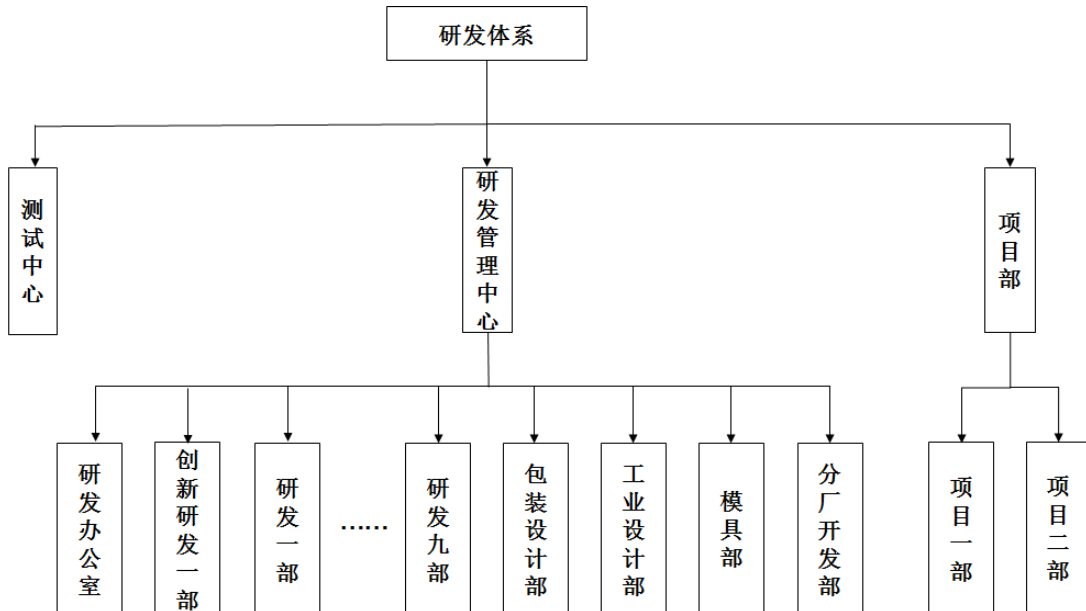 研发体系
测试中心
研发管理中心
项目部
研发办公室
创新研发一部
研发一部
……
研发九部
包装设计部
工业设计部
模具部
分厂开发部
项目一部
项目二部